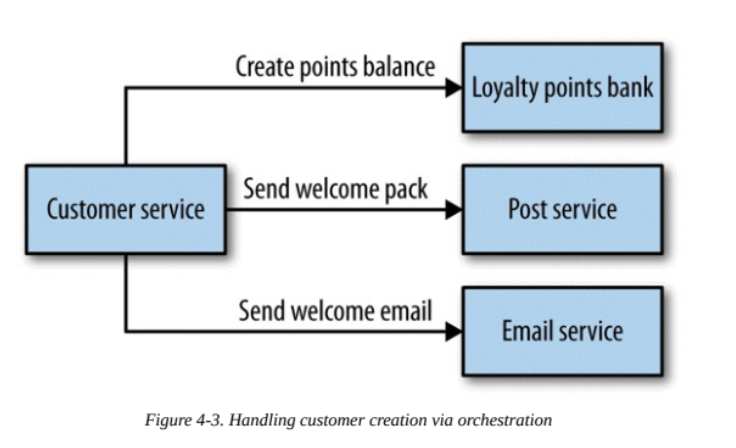 Create points balance
Loyalty points bank
Customer service
Send welcome pack
Post service
Send welcome email
Email service
Figure 4-3. Handling customer creation via orchestration